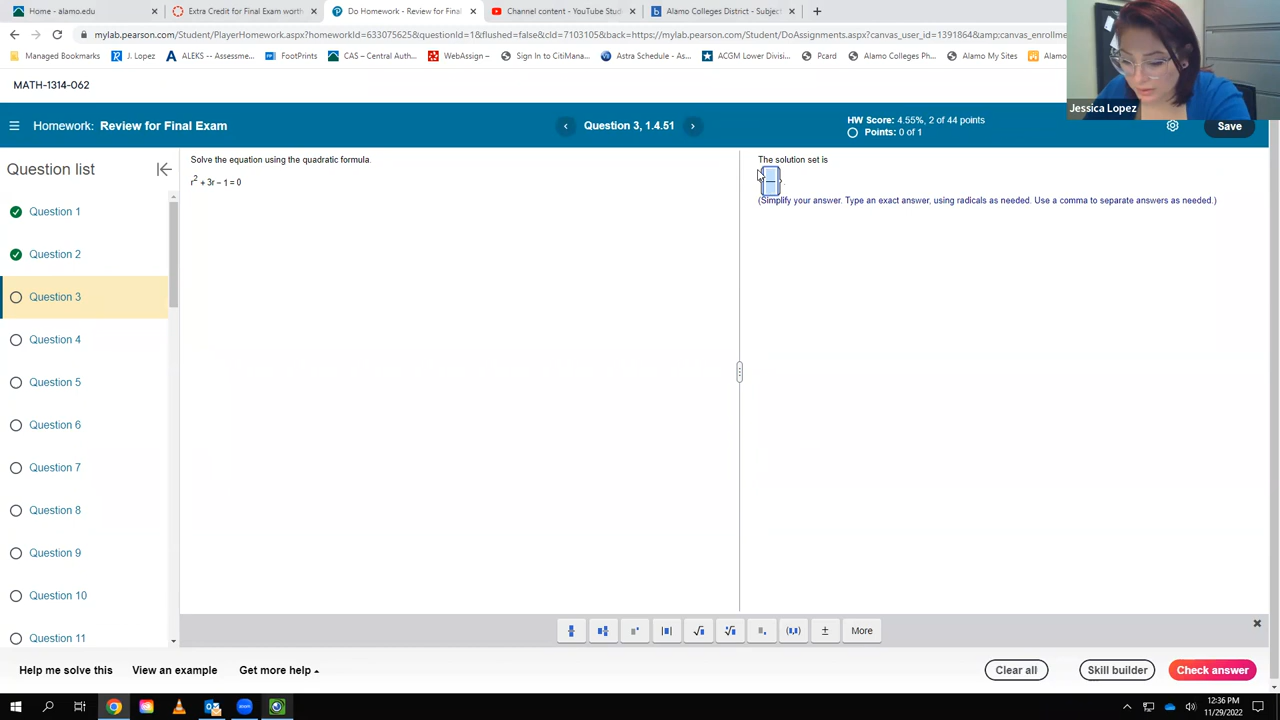 Home - alamo.edu
Extra Credit for Final Exam worth
Do Homework - Review for Final
Channel content - YouTube Stud
Alamo Colleges District - Subject
mylab.pearson.com/Student/PlayerHomework.aspx?homeworkId=633075625&questionId=1&flushed=false&cId=7103105&back=https://mylab.pearson.com/Student/DoAssignments.aspx?canvas_user_id=1391864&amp;canvas_enrollme
Managed Bookmarks
J. Lopez
ALEKS -- Assessme...
FootPrints
CAS – Central Auth...
WebAssign –
Sign In to CitiMana...
Astra Schedule - As...
ACGM Lower Divisi...
Pcard
Alamo Colleges Ph...
Alamo My Sites
Alamo
MATH-1314-062
Jessica Lopez
Homework: Review for Final Exam
Question 3, 1.4.51
HW Score: 4.55%, 2 of 44 points
Points: 0 of 1
Save
Question list
Question 1
Question 2
Question 3
Question 4
Question 5
Question 6
Question 7
Question 8
Question 9
Question 10
Question 11
Solve the equation using the quadratic formula.
r² + 3r − 1 = 0
The solution set is
{ }.
(Simplify your answer. Type an exact answer, using radicals as needed. Use a comma to separate answers as needed.)
√ √ (,) ± More
Help me solve this
View an example
Get more help
Clear all
Skill builder
Check answer
12:36 PM
11/29/2022